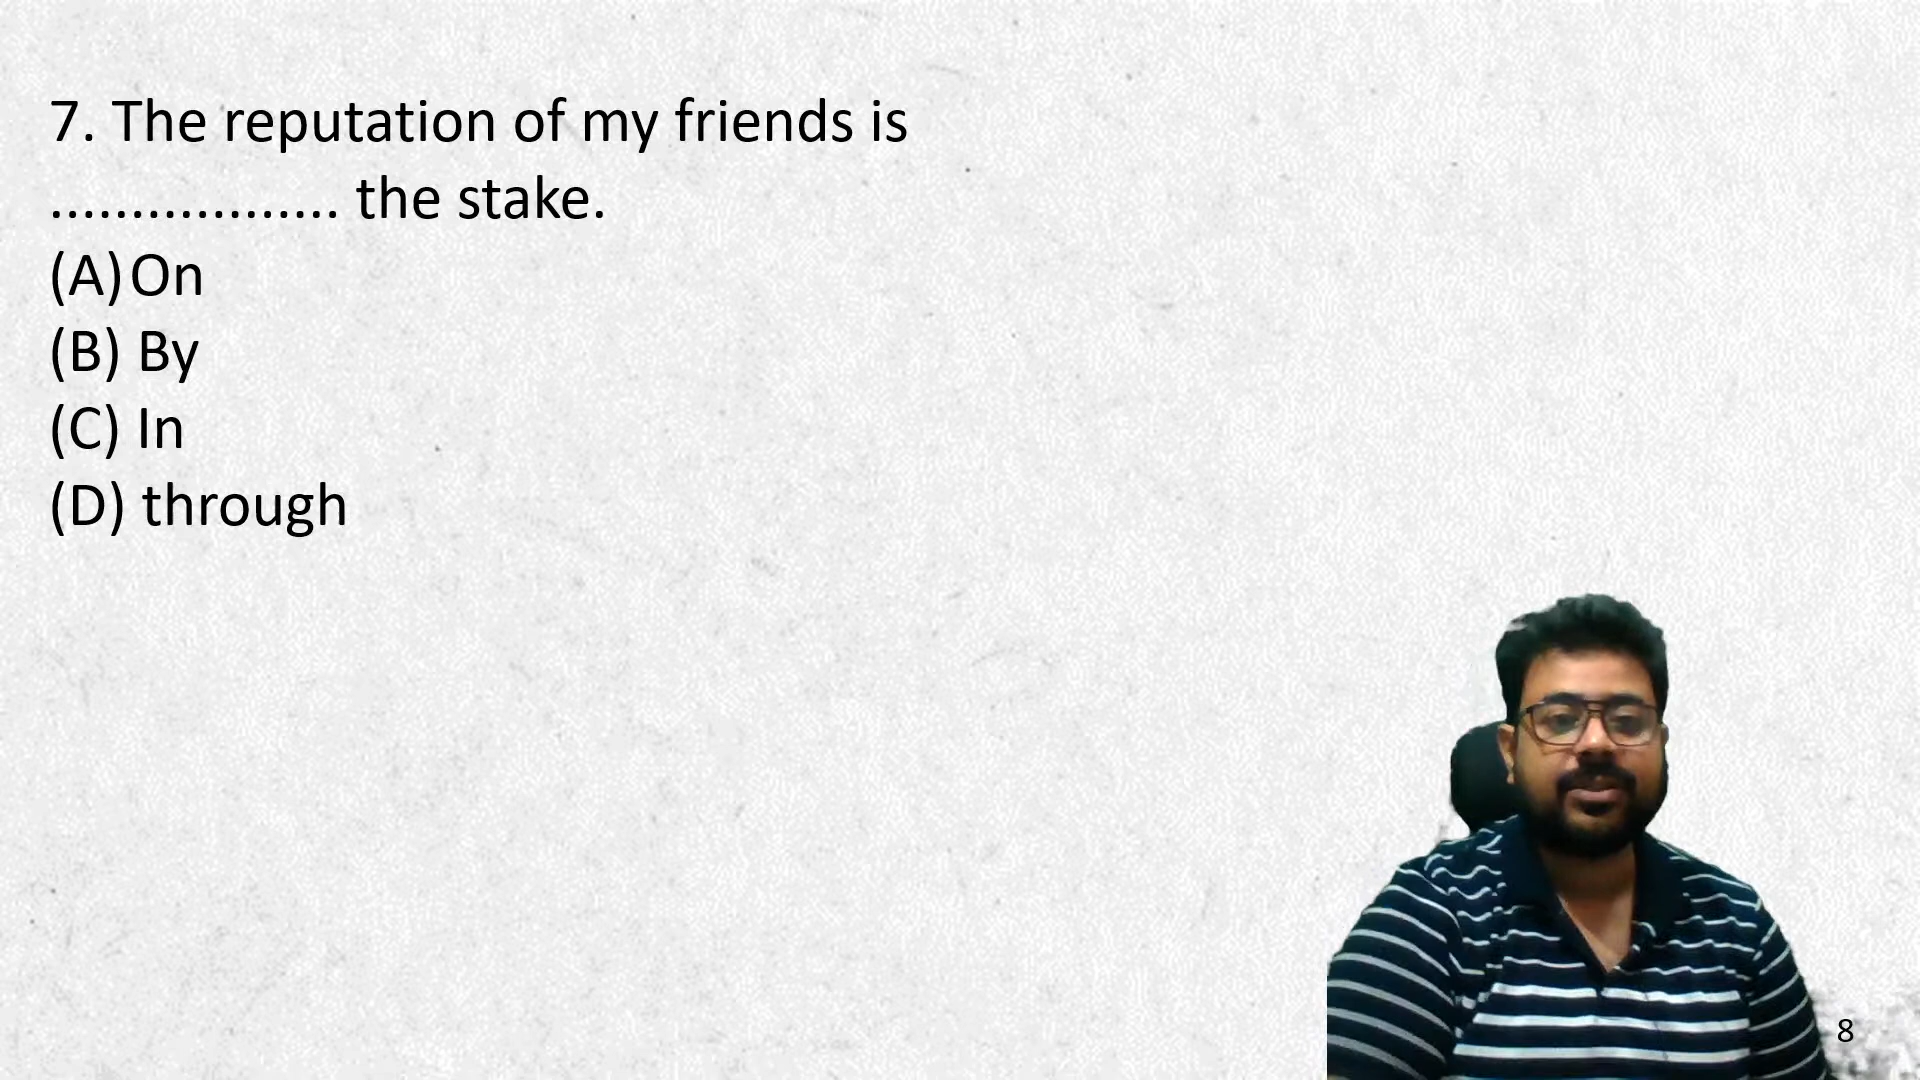 7. The reputation of my friends is
.................. the stake.
(A) On
(B) By
(C) In
(D) through
8